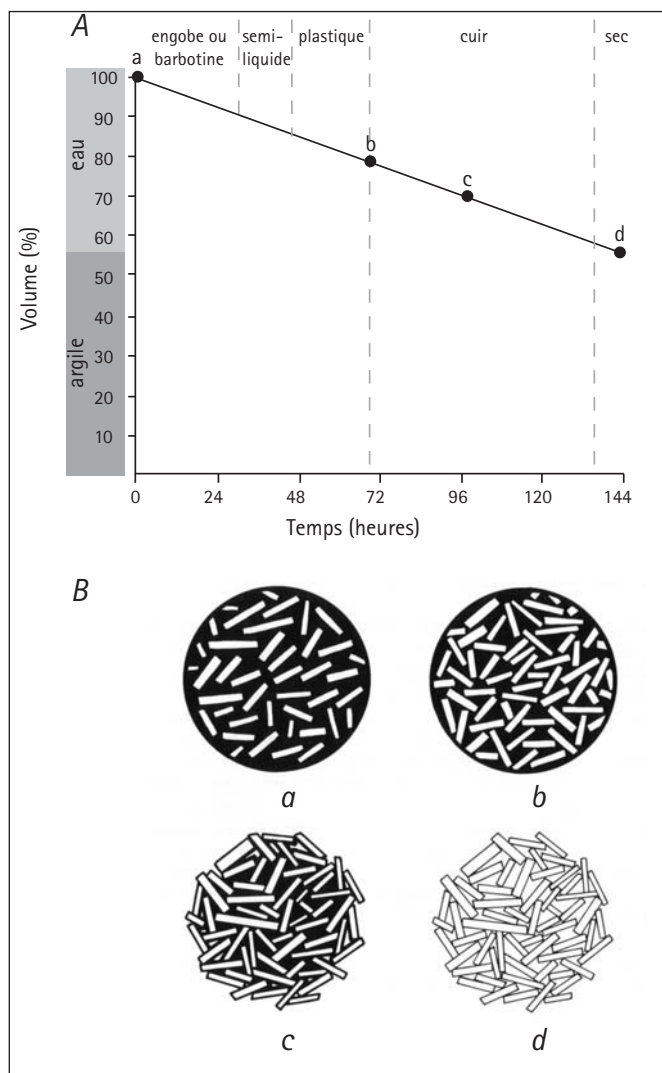 A
engobe ou
barbotine
semi-
liquide
plastique
cuir
sec
a
100
90
80
70
60
50
40
30
20
10
eau
argile
Volume (%)
b
c
d
0 24 48 72 96 120 144
Temps (heures)
B
a b
c d